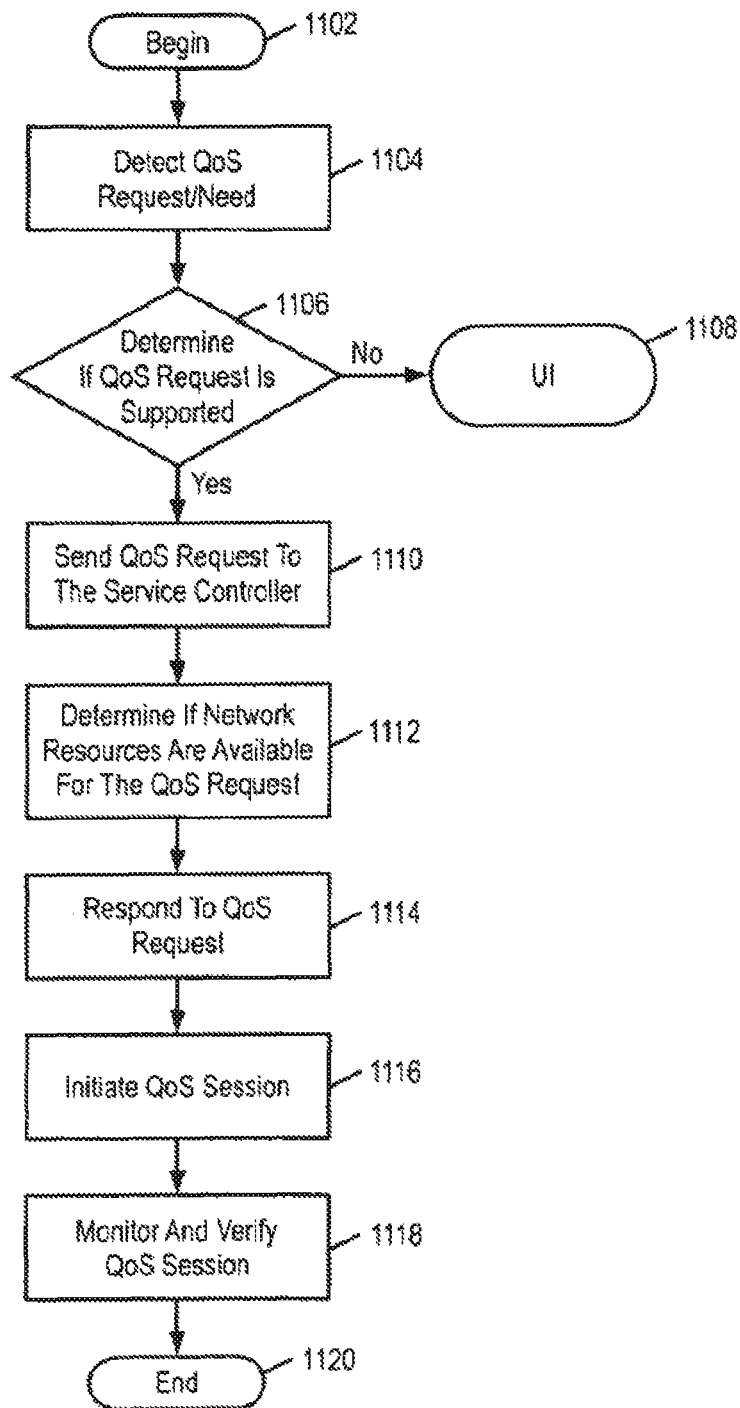 Begin
1102
Detect QoS
Request/Need
1104
1106
Determine
If QoS Request Is
Supported
No
UI
1108
Yes
Send QoS Request To
The Service Controller
1110
Determine If Network
Resources Are Available
For The QoS Request
1112
Respond To QoS
Request
1114
Initiate QoS Session
1116
Monitor And Verify
QoS Session
1118
End
1120